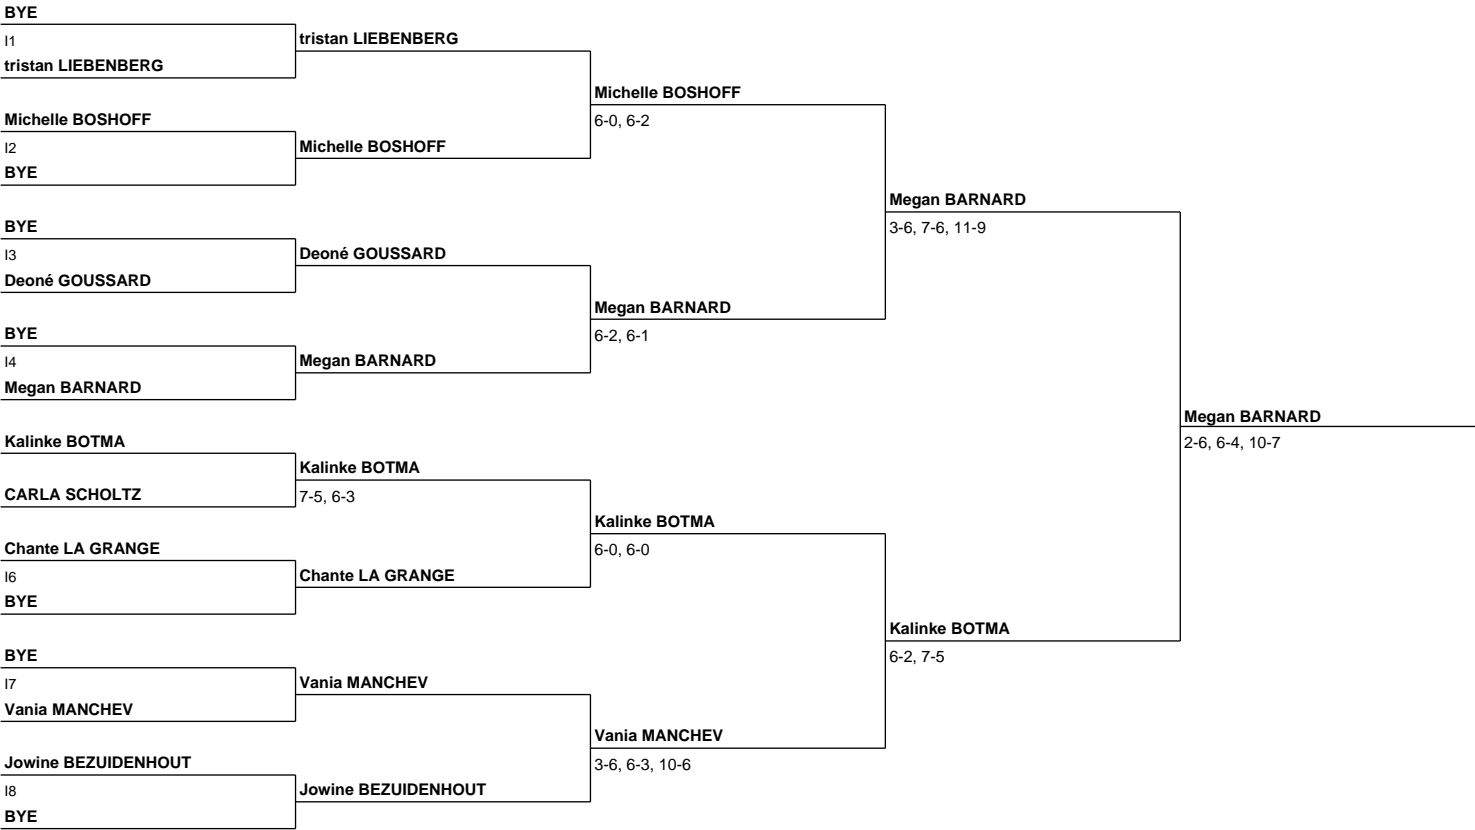 BYE
I1
tristan LIEBENBERG
Michelle BOSHOFF
I2
BYE
BYE
I3
Deoné GOUSSARD
BYE
I4
Megan BARNARD
Kalinke BOTMA
CARLA SCHOLTZ
Chante LA GRANGE
I6
BYE
BYE
I7
Vania MANCHEV
Jowine BEZUIDENHOUT
I8
BYE
tristan LIEBENBERG
Michelle BOSHOFF
Deoné GOUSSARD
Megan BARNARD
Kalinke BOTMA
7-5, 6-3
Chante LA GRANGE
Vania MANCHEV
Jowine BEZUIDENHOUT
Michelle BOSHOFF
6-0, 6-2
Megan BARNARD
6-2, 6-1
Kalinke BOTMA
6-0, 6-0
Vania MANCHEV
3-6, 6-3, 10-6
Megan BARNARD
3-6, 7-6, 11-9
Kalinke BOTMA
6-2, 7-5
Megan BARNARD
2-6, 6-4, 10-7